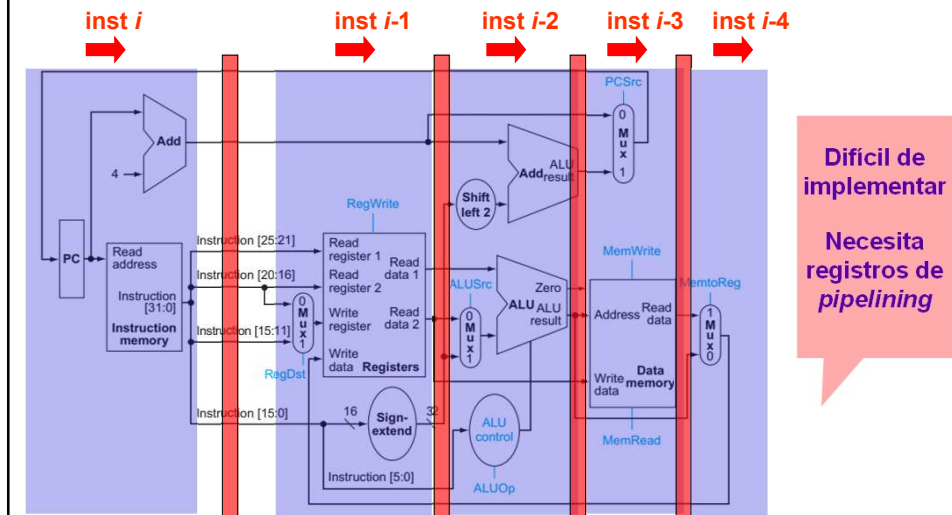 inst i
inst i-1
inst i-2
inst i-3
inst i-4
PCSrc
0
Mux
1
Add
4
Add
ALU
result
Shift
left 2
RegWrite
PC
Read
address
Instruction
[31:0]
Instruction
memory
Instruction [25:21]
Instruction [20:16]
Instruction [15:11]
Instruction [15:0]
Instruction [5:0]
0
Mux
1
RegDst
Read
register 1
Read
register 2
Write
register
Write
data
Read
data 1
Read
data 2
Registers
16
Sign-
extend
32
ALUSrc
0
Mux
1
Zero
ALU
ALU
result
ALU
control
ALUOp
MemWrite
Address
Read
data
Write
data
Data
memory
MemRead
MemtoReg
1
Mux
0
Difícil de
implementar
Necesita
registros de
pipelining